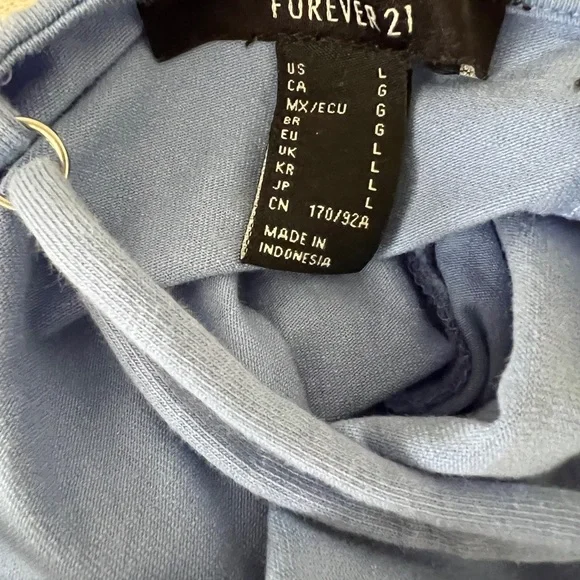 FOREVER 21
US L
CA G
MX/ECU G
BR G
EU L
UK L
KR L
JP L
CN 170/92A
MADE IN
INDONESIA